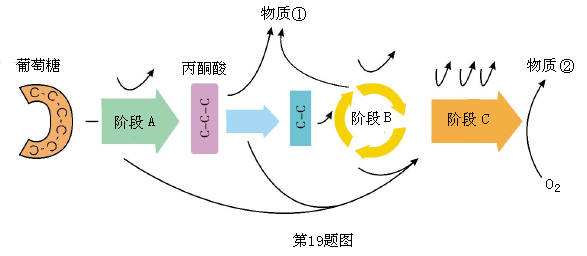 物质①
葡萄糖
丙酮酸
物质②
C-C-C-C-C-C
阶段 A
C-C-C
C-C
阶段 B
阶段 C
O₂
第19题图